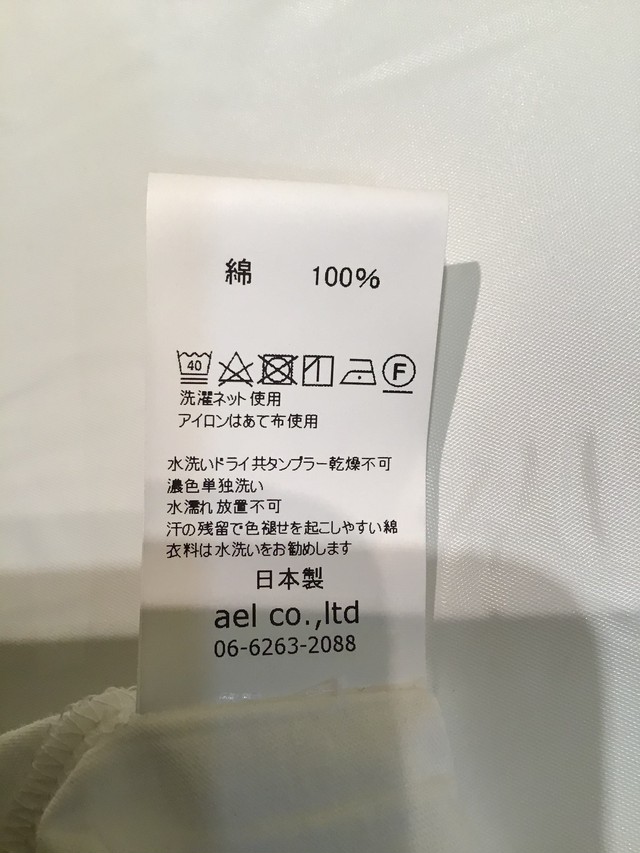 綿 100%
40 F
洗濯ネット使用
アイロンはあて布使用
水洗いドライ共タンブラー乾燥不可
濃色単独洗い
水濡れ放置不可
汗の残留で色褪せを起こしやすい綿
衣料は水洗いをお勧めします
日本製
ael co.,ltd
06-6263-2088